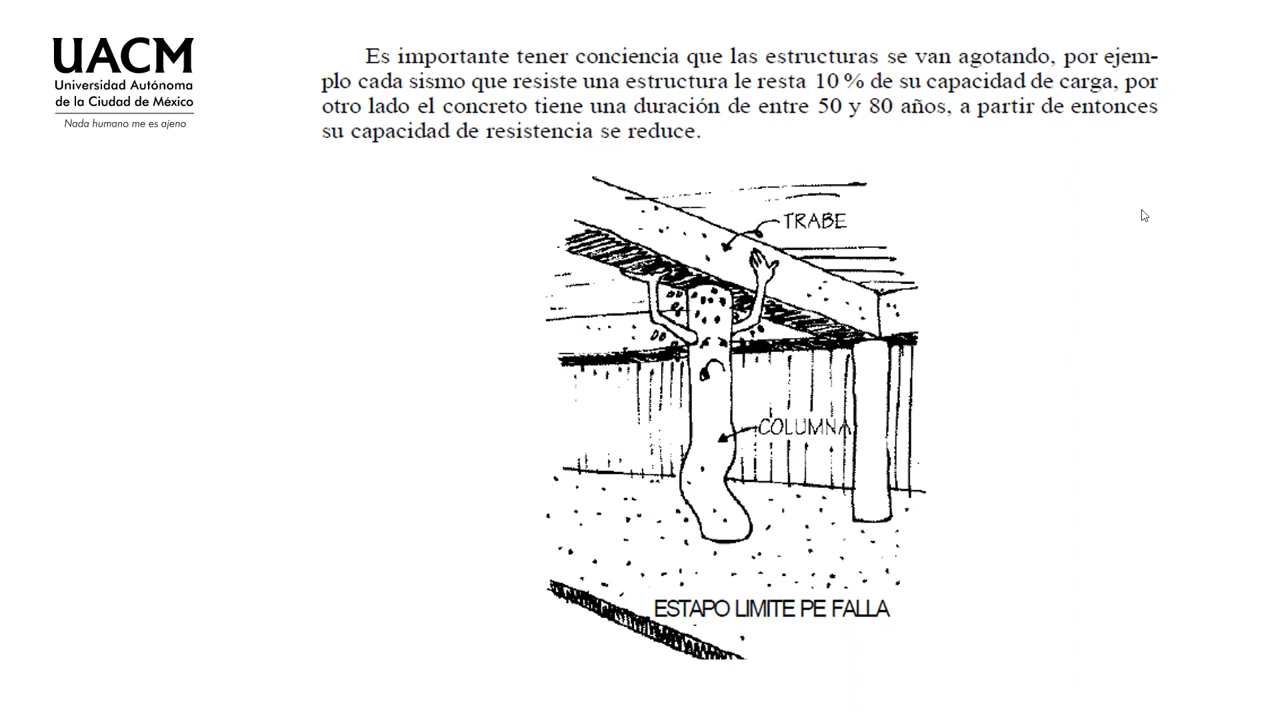 UACM
Universidad Autónoma
de la Ciudad de México
Nada humano me es ajeno
Es importante tener conciencia que las estructuras se van agotando, por ejem-
plo cada sismo que resiste una estructura le resta 10 % de su capacidad de carga, por
otro lado el concreto tiene una duración de entre 50 y 80 años, a partir de entonces
su capacidad de resistencia se reduce.
TRABE
COLUMNA
ESTAPO LIMITE PE FALLA